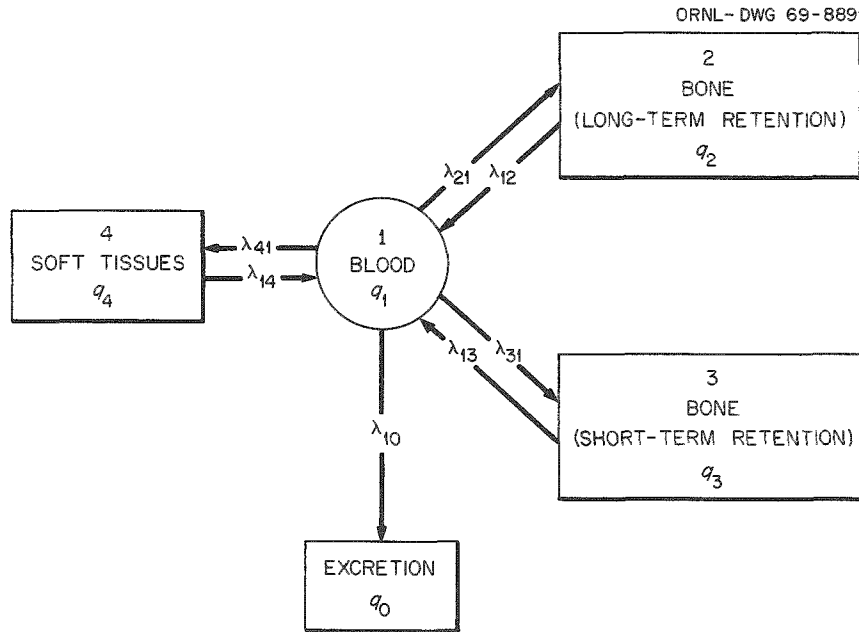 ORNL-DWG 69-889
2
BONE
(LONG-TERM RETENTION)
q2
λ21
λ12
4
SOFT TISSUES
q4
λ41
λ14
1
BLOOD
q1
λ13
λ31
3
BONE
(SHORT-TERM RETENTION)
q3
λ10
EXCRETION
q0